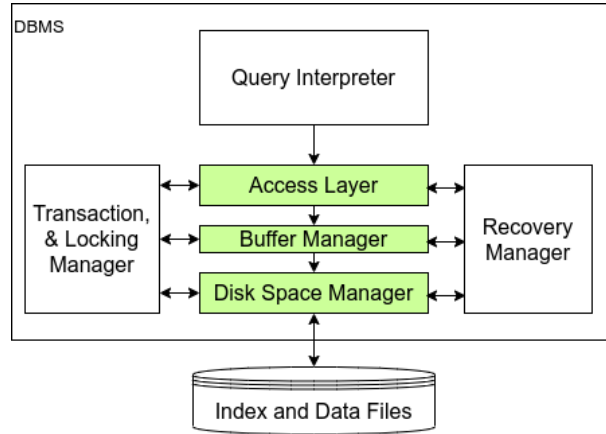 DBMS
Query Interpreter
Access Layer
Transaction,
& Locking
Manager
Buffer Manager
Recovery
Manager
Disk Space Manager
Index and Data Files